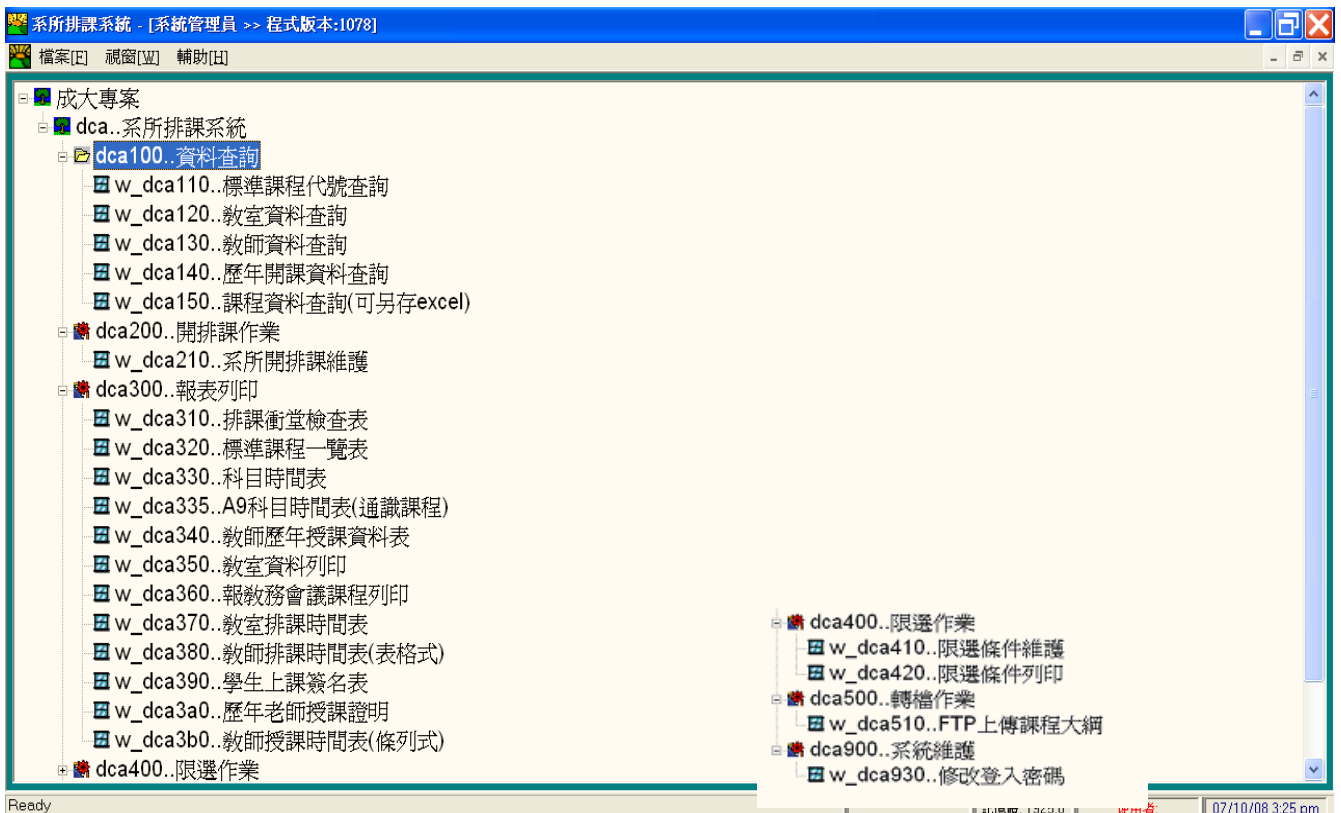 系所排課系統 - [系統管理員 >> 程式版本:1078]
檔案[F] 視窗[W] 輔助[H]
成大專案
dca..系所排課系統
dca100..資料查詢
w_dca110..標準課程代號查詢
w_dca120..教室資料查詢
w_dca130..教師資料查詢
w_dca140..歷年開課資料查詢
w_dca150..課程資料查詢(可另存excel)
dca200..開排課作業
w_dca210..系所開排課維護
dca300..報表列印
w_dca310..排課衝堂檢查表
w_dca320..標準課程一覽表
w_dca330..科目時間表
w_dca335..A9科目時間表(通識課程)
w_dca340..教師歷年授課資料表
w_dca350..教室資料列印
w_dca360..報教務會議課程列印
w_dca370..教室排課時間表
w_dca380..教師排課時間表(表格式)
w_dca390..學生上課簽名表
w_dca3a0..歷年老師授課證明
w_dca3b0..教師授課時間表(條列式)
dca400..限選作業
dca400..限選作業
w_dca410..限選條件維護
w_dca420..限選條件列印
dca500..轉檔作業
w_dca510..FTP上傳課程大綱
dca900..系統維護
w_dca930..修改登入密碼
Ready 使用者: 07/10/08 3:25 pm